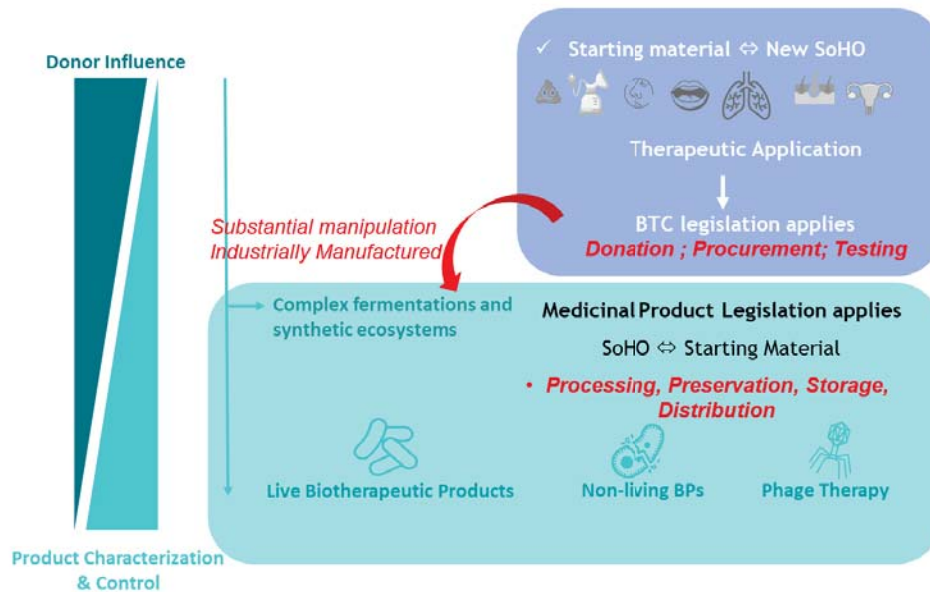 Donor Influence
✓ Starting material ⇔ New SoHO
Therapeutic Application
BTC legislation applies
Donation ; Procurement; Testing
Substantial manipulation
Industrially Manufactured
Complex fermentations and
synthetic ecosystems
Medicinal Product Legislation applies
SoHO ⇔ Starting Material
• Processing, Preservation, Storage,
Distribution
Live Biotherapeutic Products
Non-living BPs
Phage Therapy
Product Characterization
& Control